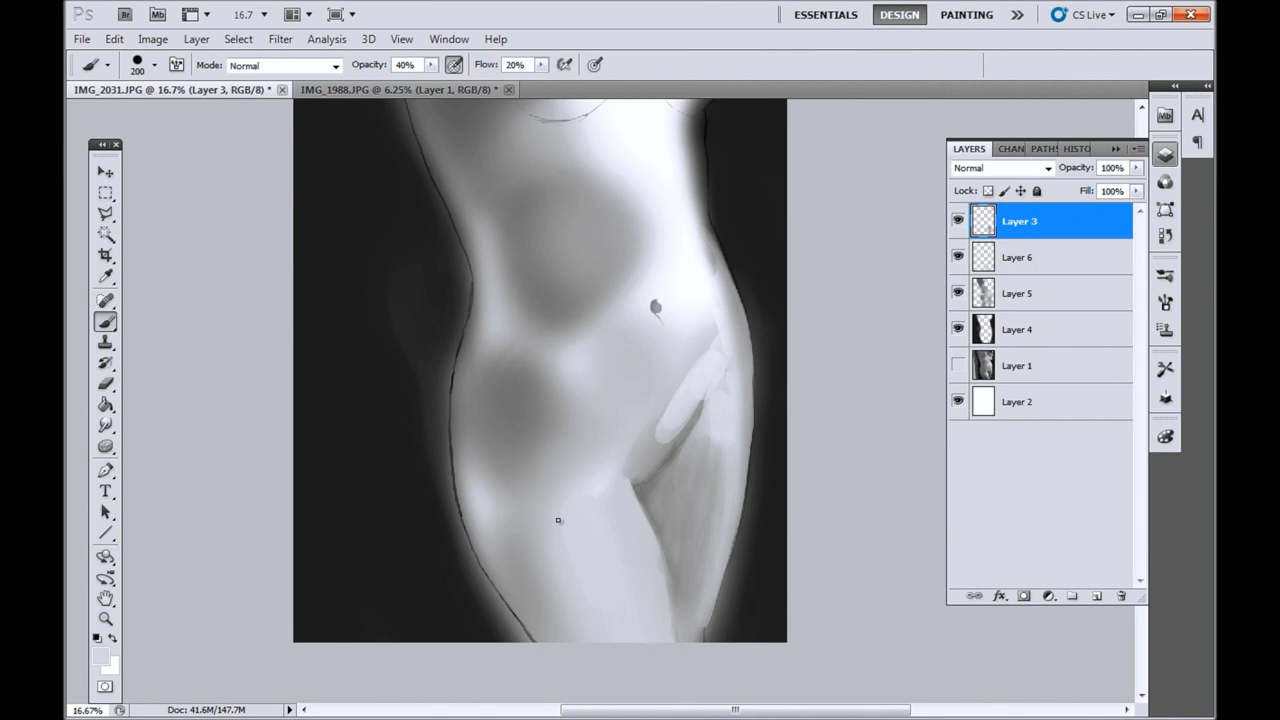 Ps Br Mb 16.7 ESSENTIALS DESIGN PAINTING CS Live
File Edit Image Layer Select Filter Analysis 3D View Window Help
200 Mode: Normal Opacity: 40% Flow: 20%
IMG_2031.JPG @ 16.7% (Layer 3, RGB/8) * IMG_1988.JPG @ 6.25% (Layer 1, RGB/8) *
Mb A
LAYERS CHAN PATHS HISTO
Normal Opacity: 100%
Lock: Fill: 100%
Layer 3
Layer 6
Layer 5
Layer 4
Layer 1
Layer 2
T
fx
16.67% Doc: 41.6M/147.7M